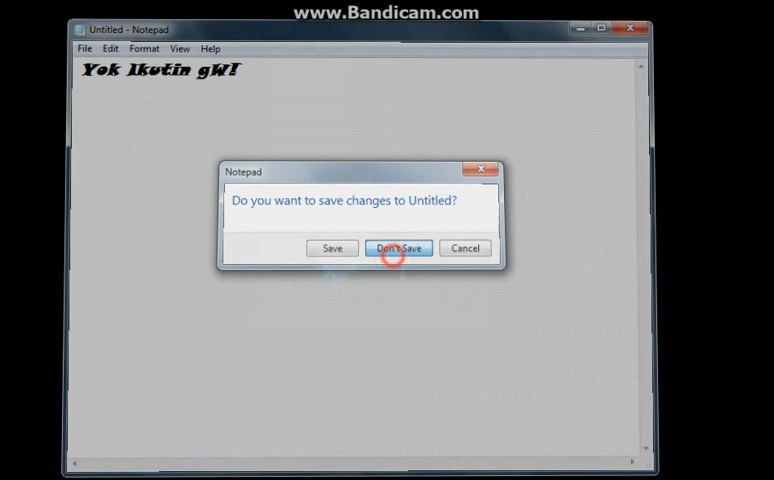 www.Bandicam.com
Untitled - Notepad
File Edit Format View Help
Yok Ikutin gW!
Notepad
Do you want to save changes to Untitled?
Save Don't Save Cancel